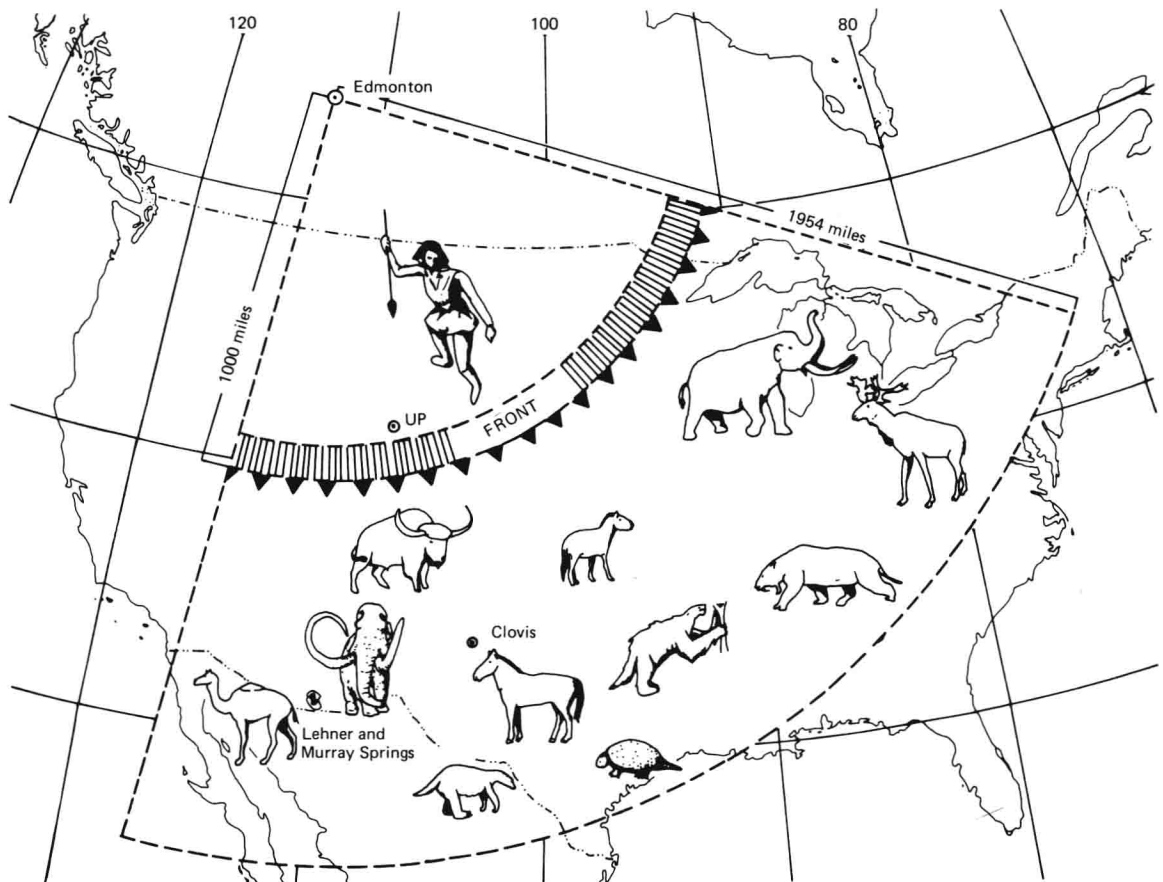 120
100
80
Edmonton
1954 miles
1000 miles
UP
FRONT
Clovis
Lehner and
Murray Springs